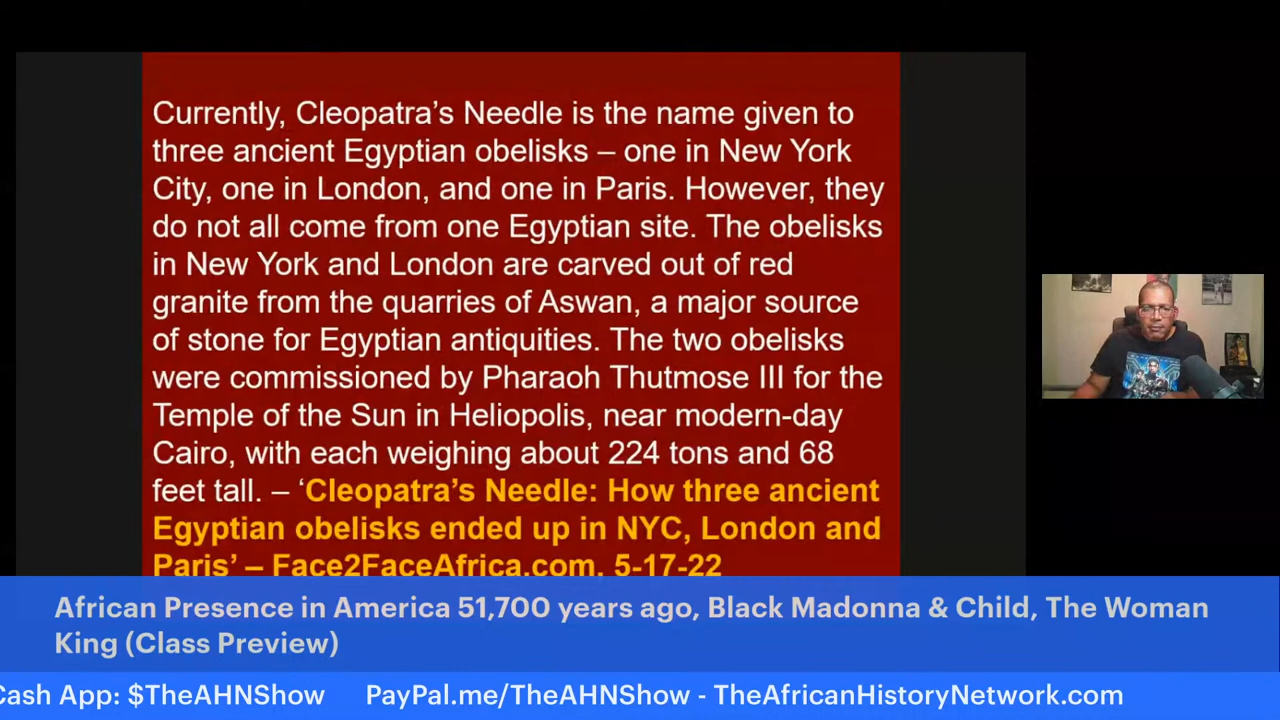 Currently, Cleopatra’s Needle is the name given to
three ancient Egyptian obelisks – one in New York
City, one in London, and one in Paris. However, they
do not all come from one Egyptian site. The obelisks
in New York and London are carved out of red
granite from the quarries of Aswan, a major source
of stone for Egyptian antiquities. The two obelisks
were commissioned by Pharaoh Thutmose III for the
Temple of the Sun in Heliopolis, near modern-day
Cairo, with each weighing about 224 tons and 68
feet tall. – ‘Cleopatra’s Needle: How three ancient
Egyptian obelisks ended up in NYC, London and
Paris’ – Face2FaceAfrica.com, 5-17-22
African Presence in America 51,700 years ago, Black Madonna & Child, The Woman
King (Class Preview)
Cash App: $TheAHNShow PayPal.me/TheAHNShow - TheAfricanHistoryNetwork.com